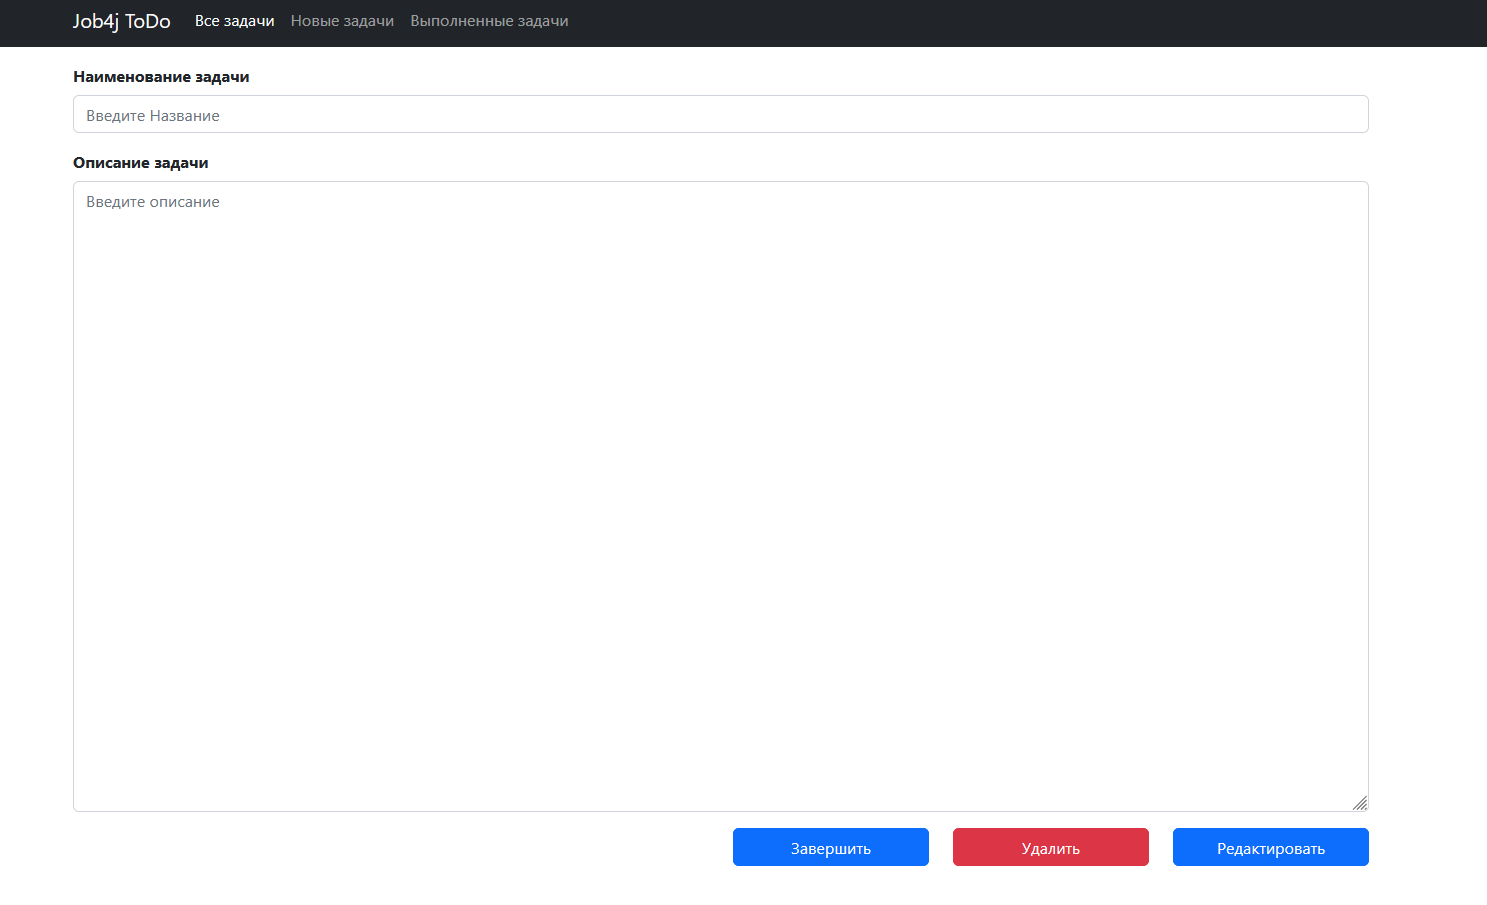 Job4j ToDo Все задачи Новые задачи Выполненные задачи
Наименование задачи
Введите Название
Описание задачи
Введите описание
Завершить Удалить Редактировать